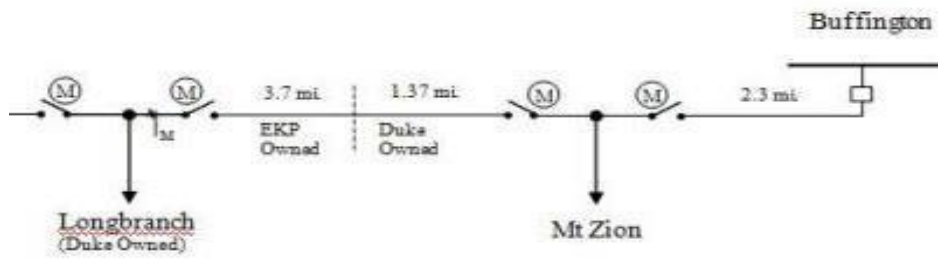 Buffington
M
M
3.7 mi.
1.37 mi.
M
M
2.3 mi.
M
EKP
Owned
Duke
Owned
Longbranch
(Duke Owned)
Mt Zion